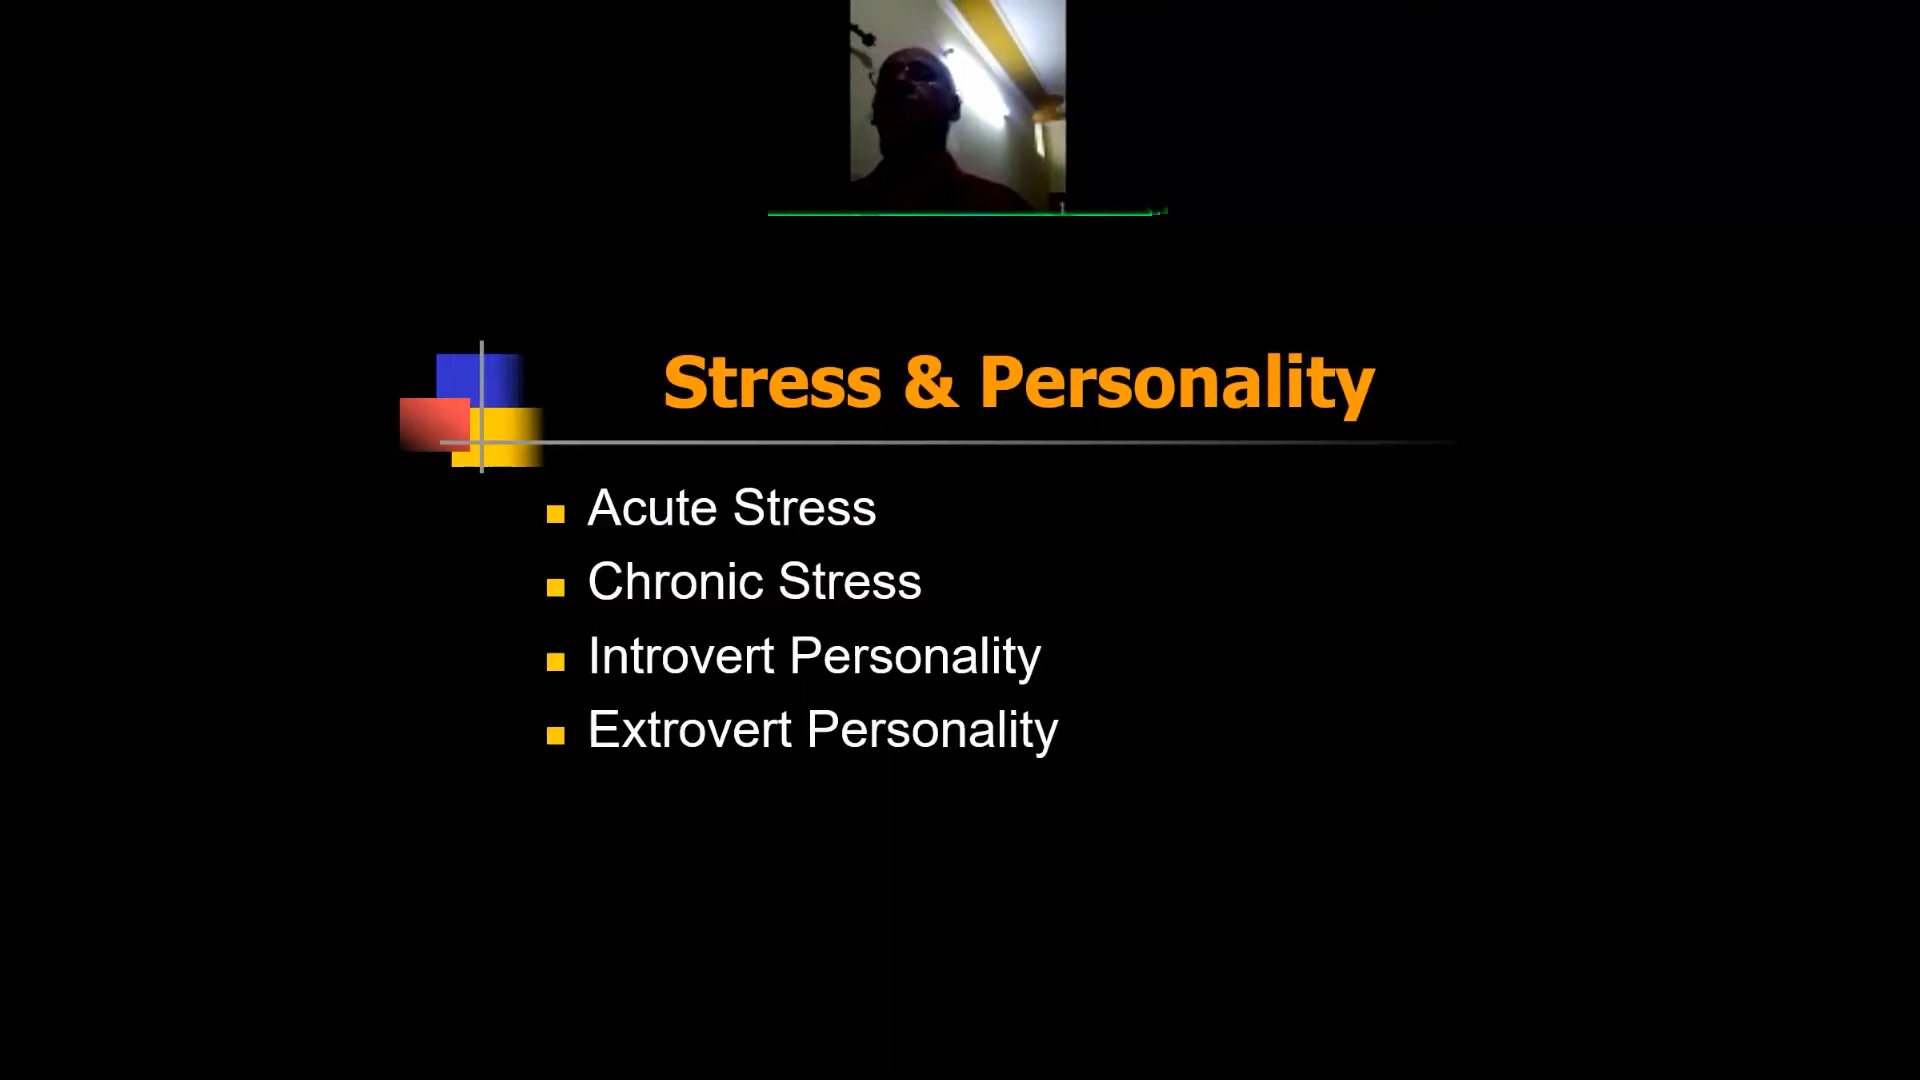 Stress & Personality
Acute Stress
Chronic Stress
Introvert Personality
Extrovert Personality